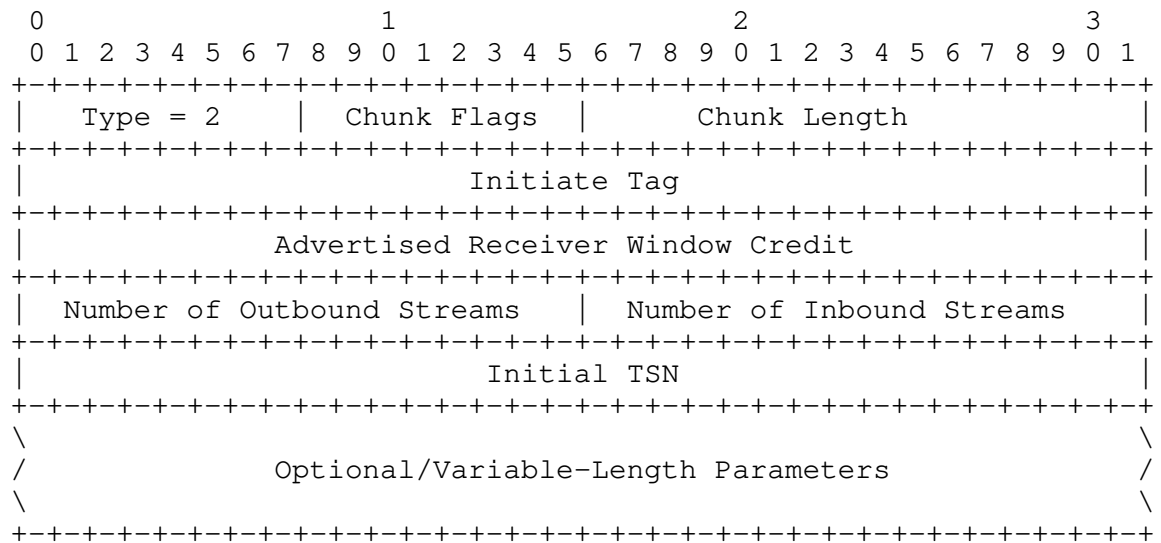 0                   1                   2                   3
 0 1 2 3 4 5 6 7 8 9 0 1 2 3 4 5 6 7 8 9 0 1 2 3 4 5 6 7 8 9 0 1
+-+-+-+-+-+-+-+-+-+-+-+-+-+-+-+-+-+-+-+-+-+-+-+-+-+-+-+-+-+-+-+-+
|   Type = 2    |  Chunk Flags  |      Chunk Length             |
+-+-+-+-+-+-+-+-+-+-+-+-+-+-+-+-+-+-+-+-+-+-+-+-+-+-+-+-+-+-+-+-+
|                         Initiate Tag                          |
+-+-+-+-+-+-+-+-+-+-+-+-+-+-+-+-+-+-+-+-+-+-+-+-+-+-+-+-+-+-+-+-+
|              Advertised Receiver Window Credit                |
+-+-+-+-+-+-+-+-+-+-+-+-+-+-+-+-+-+-+-+-+-+-+-+-+-+-+-+-+-+-+-+-+
|  Number of Outbound Streams   |  Number of Inbound Streams    |
+-+-+-+-+-+-+-+-+-+-+-+-+-+-+-+-+-+-+-+-+-+-+-+-+-+-+-+-+-+-+-+-+
|                          Initial TSN                          |
+-+-+-+-+-+-+-+-+-+-+-+-+-+-+-+-+-+-+-+-+-+-+-+-+-+-+-+-+-+-+-+-+
\                                                               \
/              Optional/Variable-Length Parameters              /
\                                                               \
+-+-+-+-+-+-+-+-+-+-+-+-+-+-+-+-+-+-+-+-+-+-+-+-+-+-+-+-+-+-+-+-+